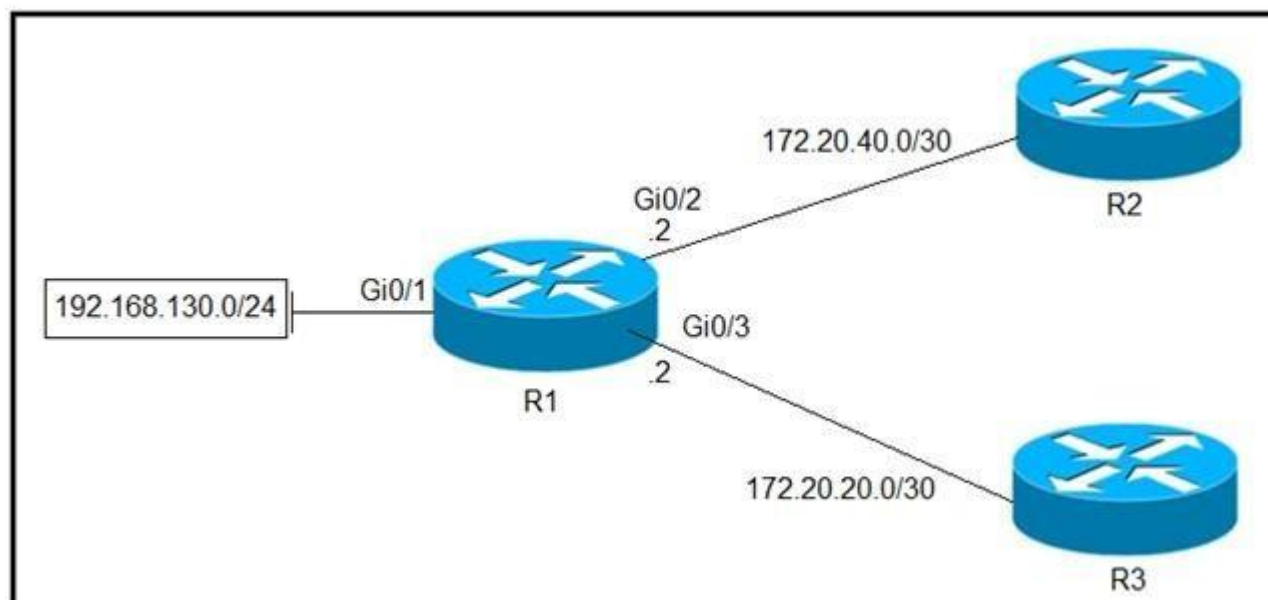 172.20.40.0/30
R2
Gi0/2
.2
192.168.130.0/24
Gi0/1
R1
Gi0/3
.2
172.20.20.0/30
R3